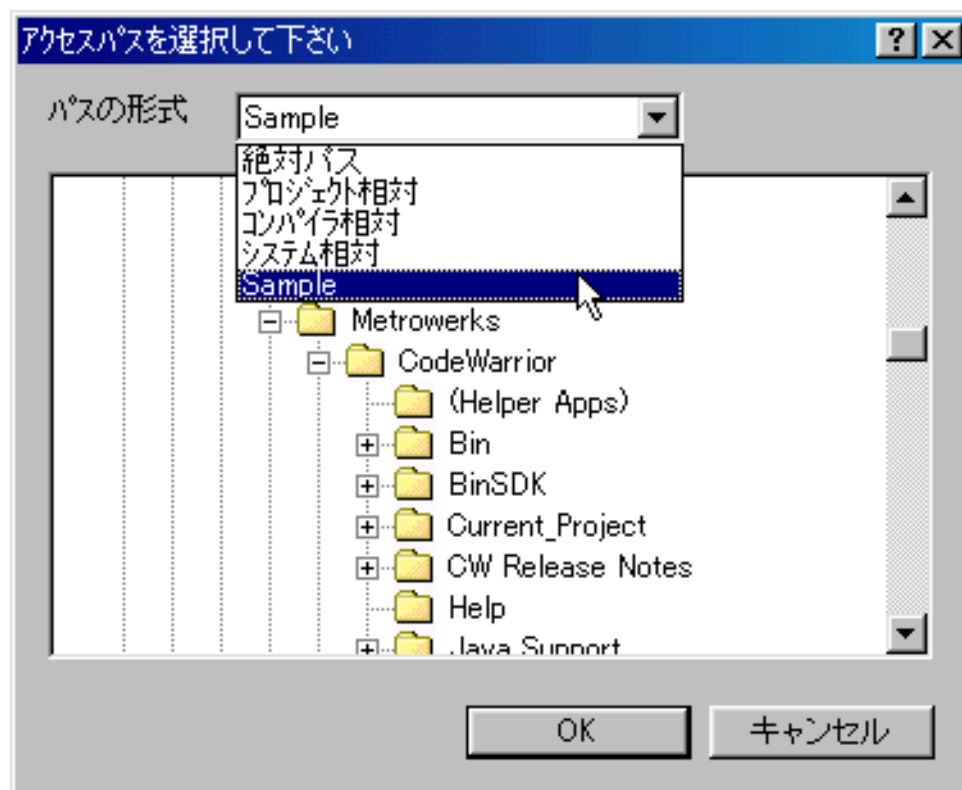 アクセスパスを選択して下さい
パスの形式
Sample
絶対パス
プロジェクト相対
コンパイラ相対
システム相対
Sample
Metrowerks
CodeWarrior
(Helper Apps)
Bin
BinSDK
Current_Project
CW Release Notes
Help
Java Support
OK
キャンセル